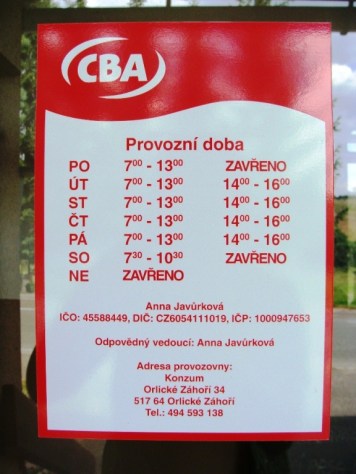 CBA
Provozní doba
PO 7⁰⁰ - 13⁰⁰ ZAVŘENO
ÚT 7⁰⁰ - 13⁰⁰ 14⁰⁰ - 16⁰⁰
ST 7⁰⁰ - 13⁰⁰ 14⁰⁰ - 16⁰⁰
ČT 7⁰⁰ - 13⁰⁰ 14⁰⁰ - 16⁰⁰
PÁ 7⁰⁰ - 13⁰⁰ 14⁰⁰ - 16⁰⁰
SO 7³⁰ - 10³⁰ ZAVŘENO
NE ZAVŘENO
Anna Javůrková
IČO: 45588449, DIČ: CZ6054111019, IČP: 1000947653
Odpovědný vedoucí: Anna Javůrková
Adresa provozovny:
Konzum
Orlické Záhoří 34
517 64 Orlické Záhoří
Tel.: 494 593 138